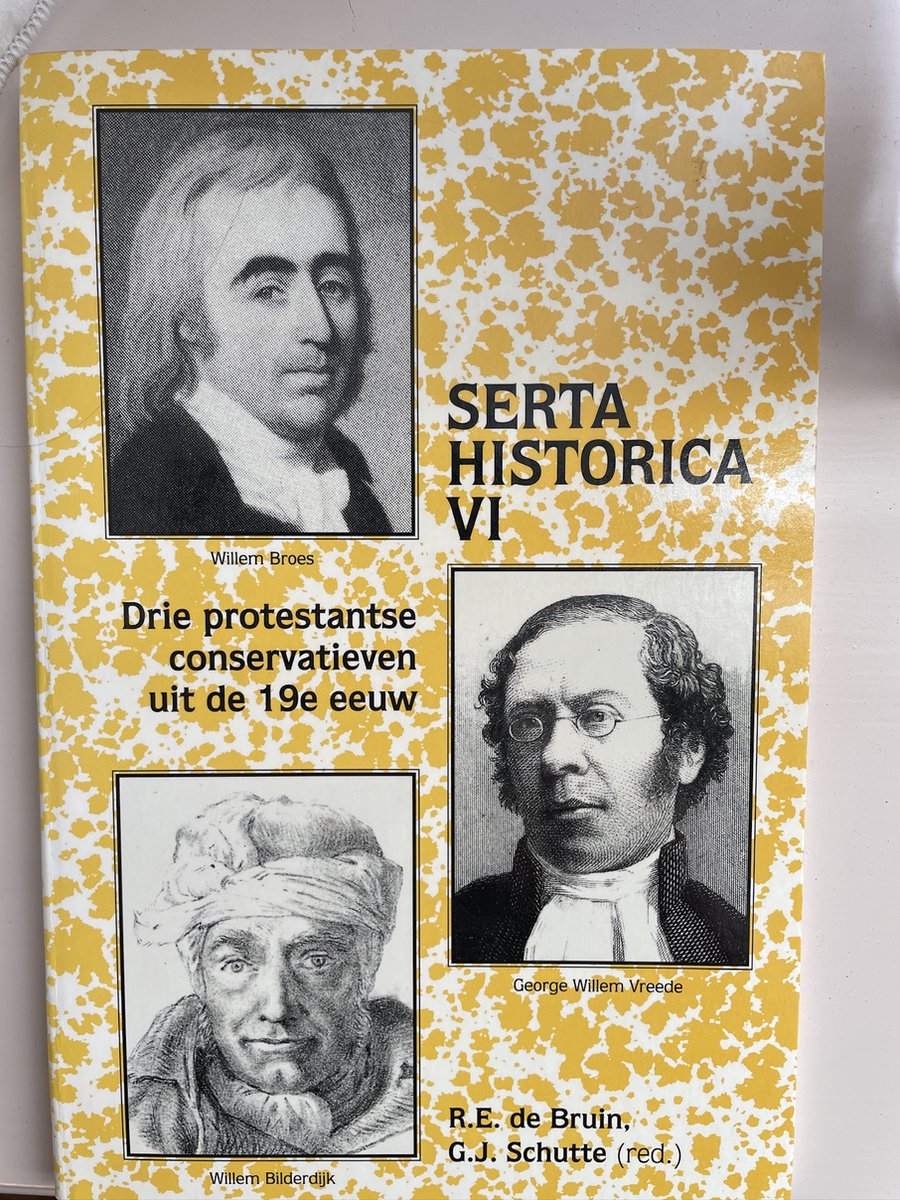 SERTA
HISTORICA
VI
Willem Broes
Drie protestantse
conservatieven
uit de 19e eeuw
George Willem Vreede
R.E. de Bruin,
G.J. Schutte (red.)
Willem Bilderdijk